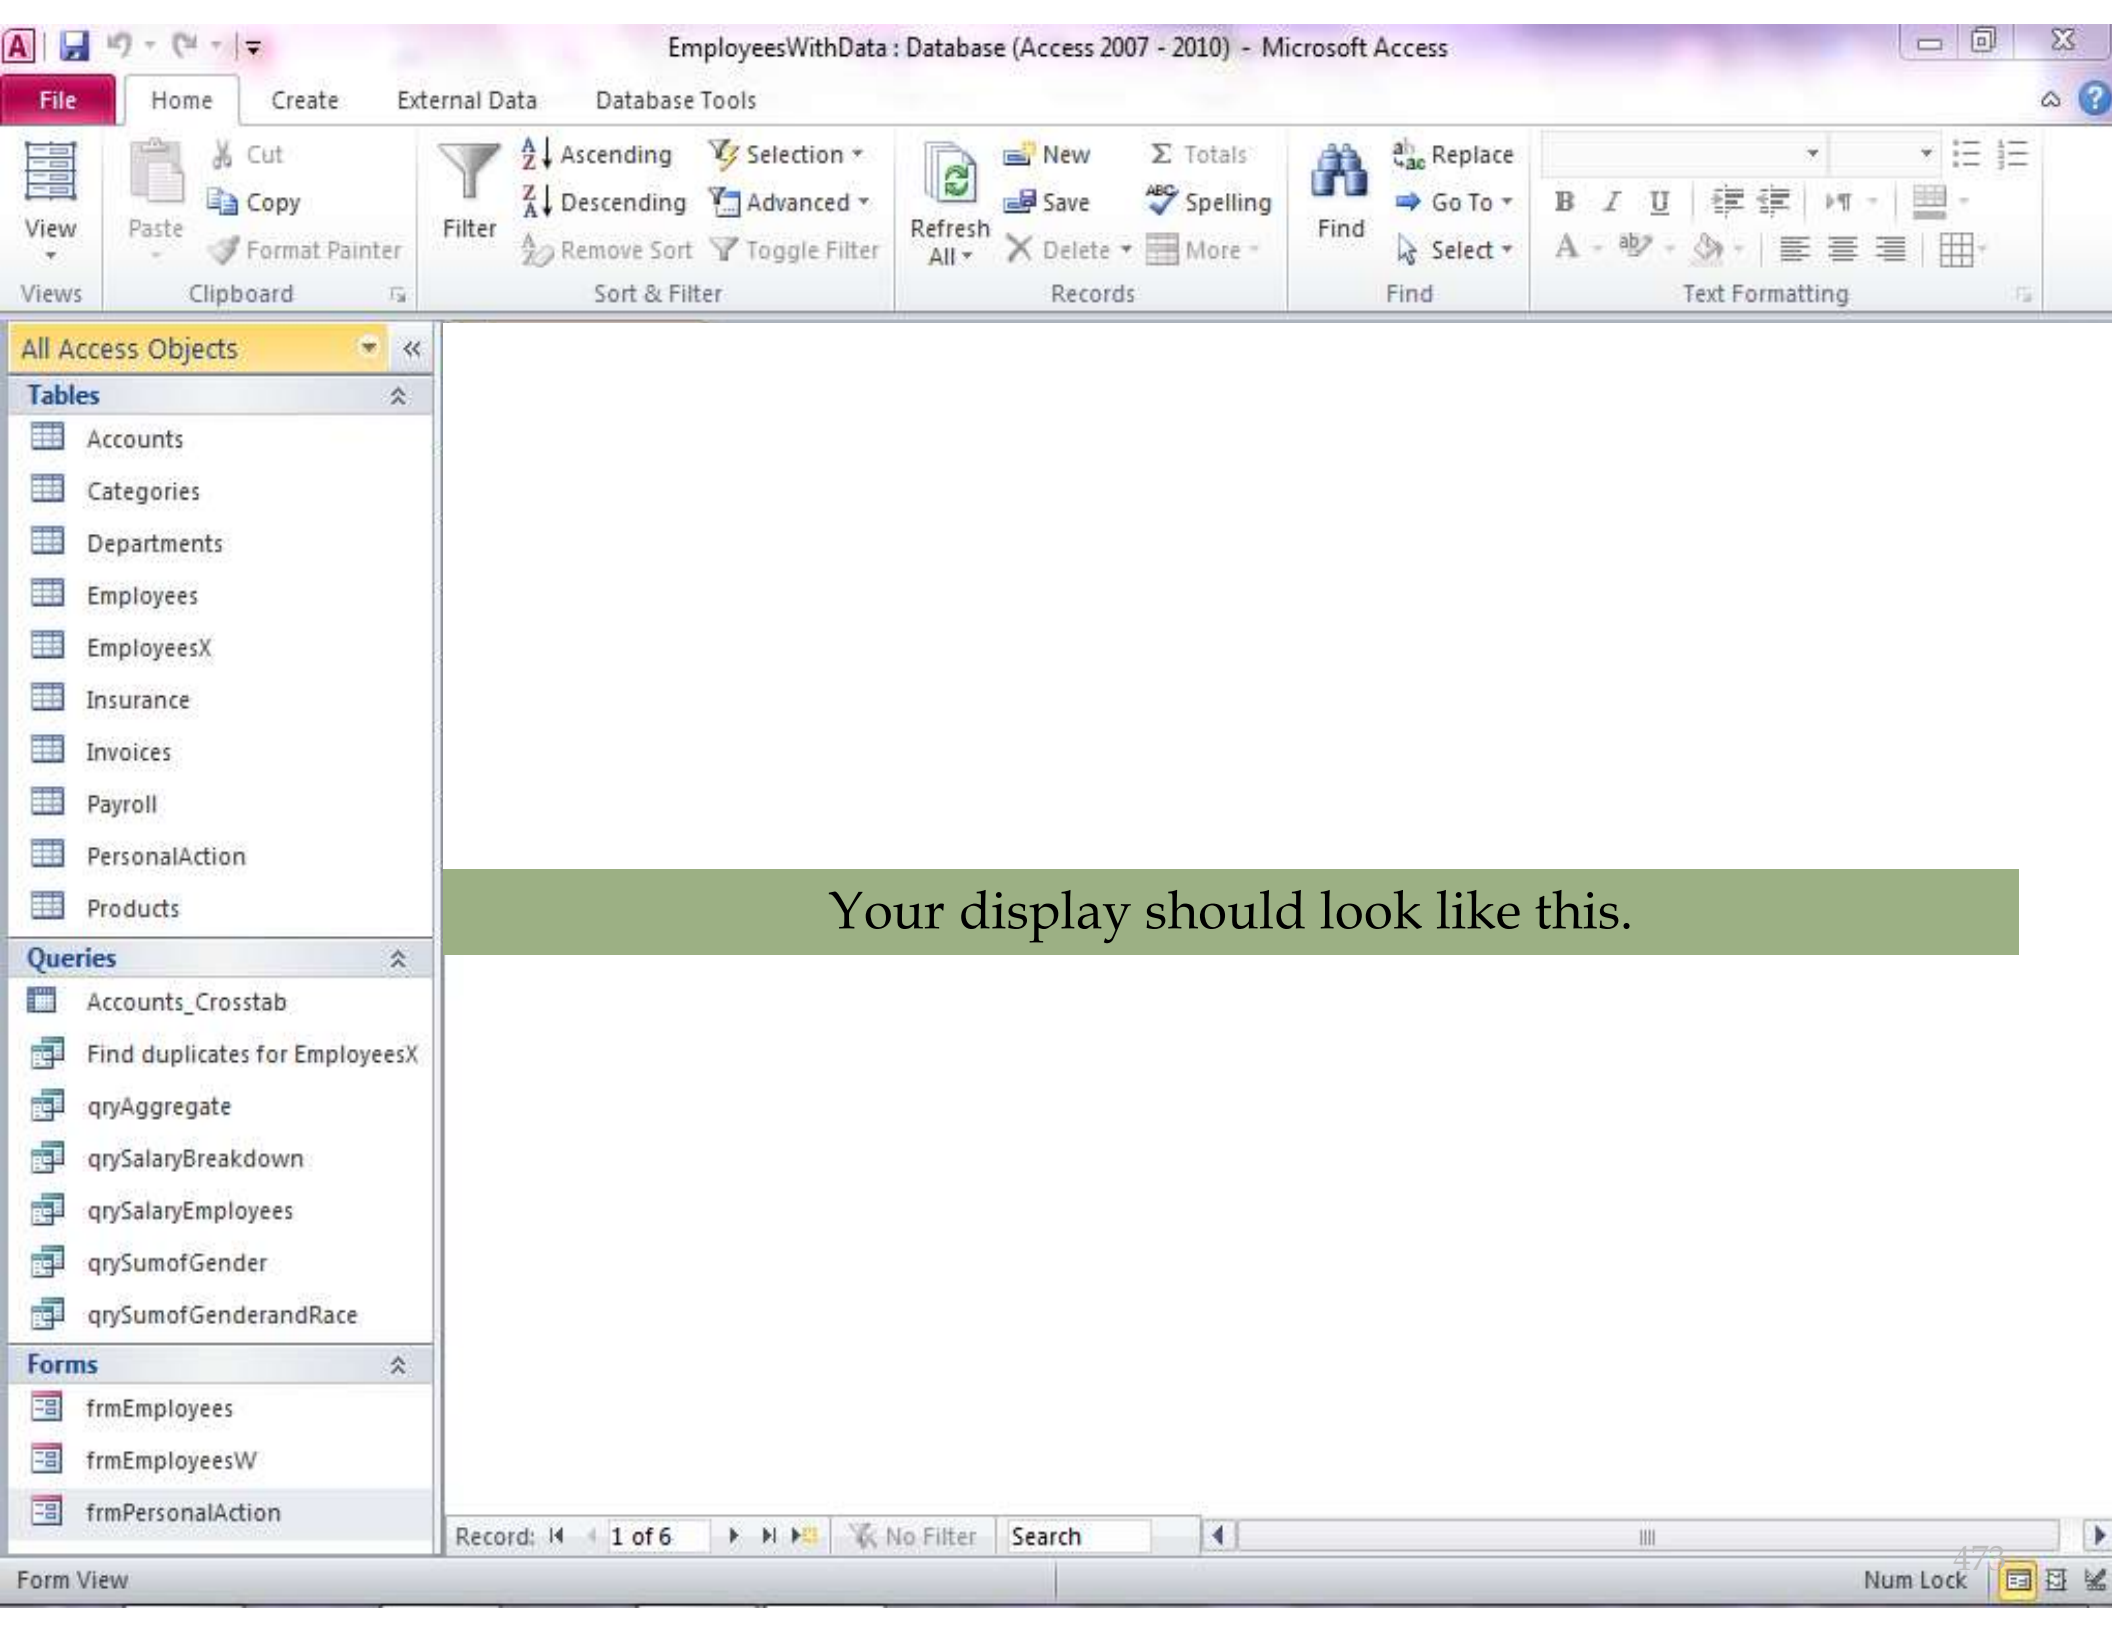 EmployeesWithData : Database (Access 2007 - 2010) - Microsoft Access
File Home Create External Data Database Tools
View
Views
Paste
Cut
Copy
Format Painter
Clipboard
Filter
Ascending
Descending
Remove Sort
Selection
Advanced
Toggle Filter
Sort & Filter
Refresh
All
New
Save
Delete
Totals
Spelling
More
Records
Find
Replace
Go To
Select
Find
B I U
A
Text Formatting
All Access Objects
Tables
Accounts
Categories
Departments
Employees
EmployeesX
Insurance
Invoices
Payroll
PersonalAction
Products
Queries
Accounts_Crosstab
Find duplicates for EmployeesX
qryAggregate
qrySalaryBreakdown
qrySalaryEmployees
qrySumofGender
qrySumofGenderandRace
Forms
frmEmployees
frmEmployeesW
frmPersonalAction
Your display should look like this.
Record: 1 of 6 No Filter Search
Form View
Num Lock
473